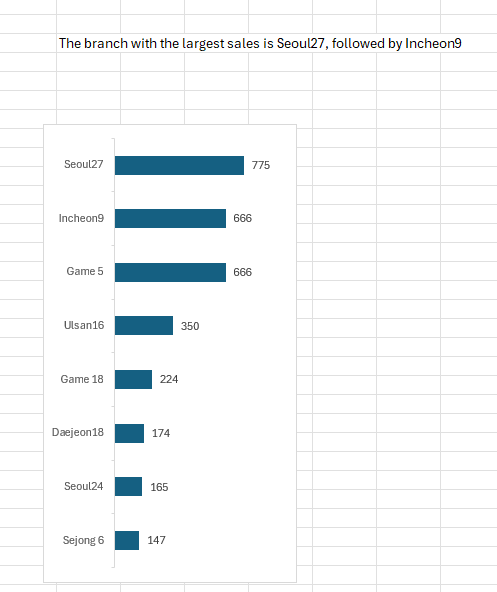 The branch with the largest sales is Seoul27, followed by Incheon9
Seoul27 775
Incheon9 666
Game 5 666
Ulsan16 350
Game 18 224
Daejeon18 174
Seoul24 165
Sejong 6 147